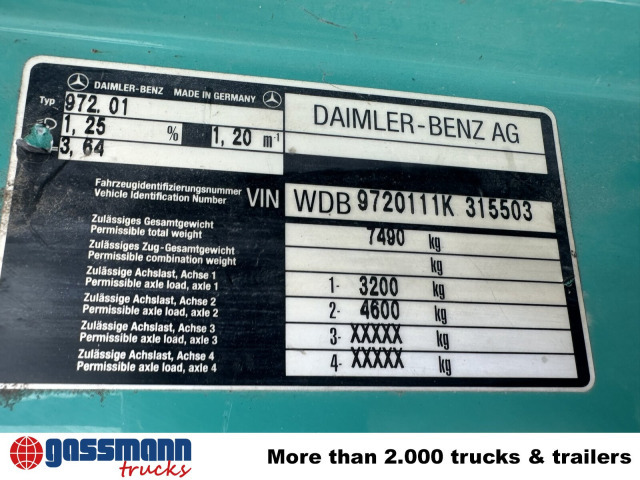 DAIMLER-BENZ MADE IN GERMANY
Typ 972. 01
1, 25 % 1, 20 m⁻¹
3, 64
DAIMLER-BENZ AG
Fahrzeugidentifizierungsnummer
Vehicle Identification Number
VIN WDB 9720111K 315503
Zulässiges Gesamtgewicht
Permissible total weight
7490 kg
Zulässiges Zug-Gesamtgewicht
Permissible combination weight
kg
Zulässige Achslast, Achse 1
Permissible axle load, axle 1
1- 3200 kg
Zulässige Achslast, Achse 2
Permissible axle load, axle 2
2- 4600 kg
Zulässige Achslast, Achse 3
Permissible axle load, axle 3
3- XXXXX kg
Zulässige Achslast, Achse 4
Permissible axle load, axle 4
4- XXXXX kg
gassmann
trucks
More than 2.000 trucks & trailers